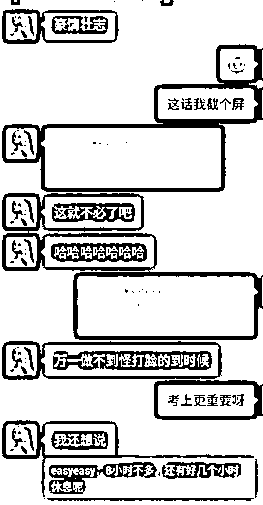 豪情壮志
这话我截个屏
这就不必了吧
哈哈哈哈哈哈哈
万一做不到怪打脸的到时候
考上更重要呀
我还想说
easyeasy，8小时不多，还有好几个小时
休息呢